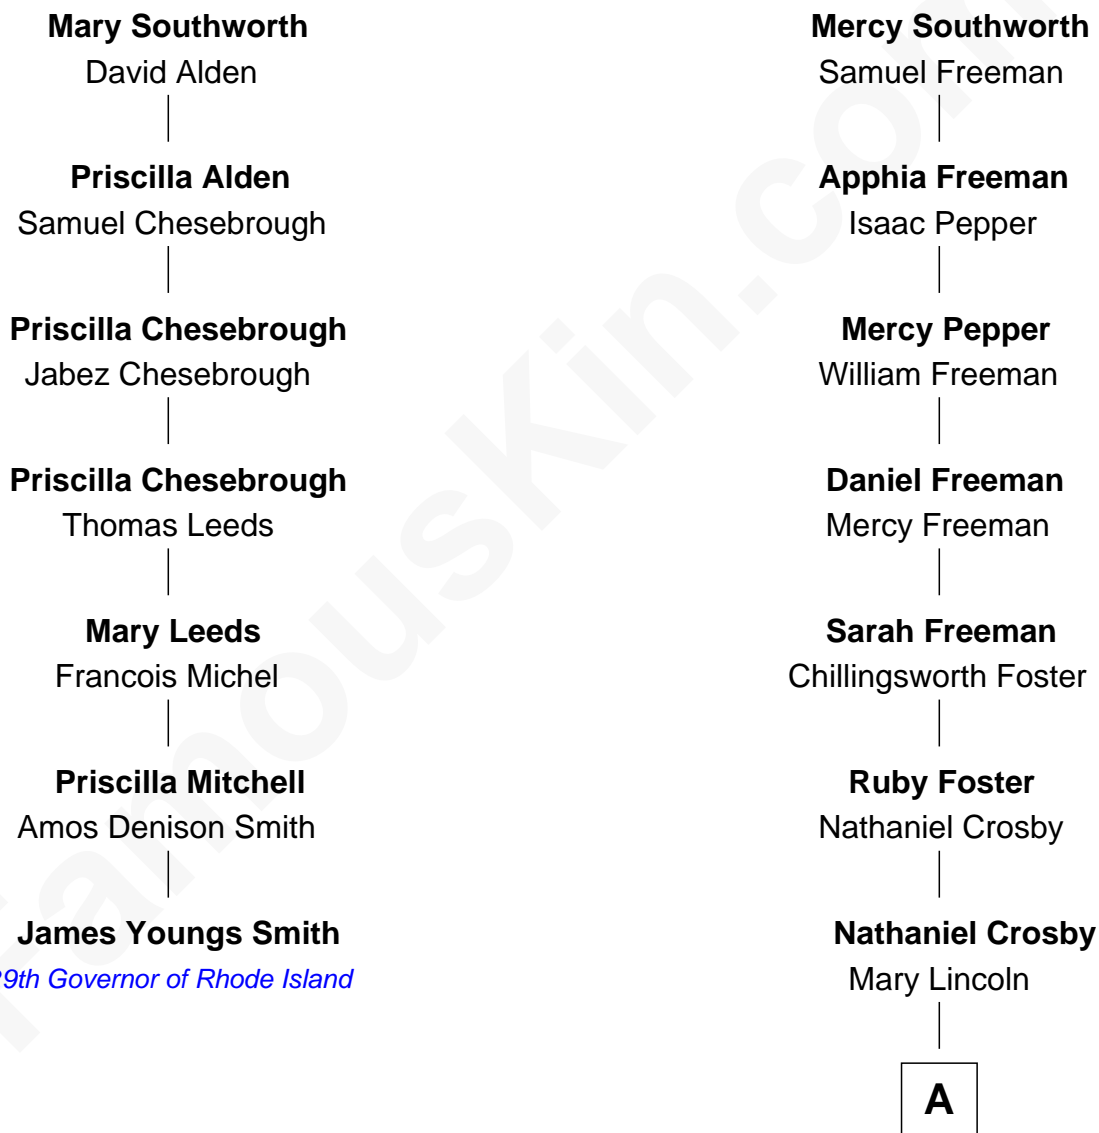 Mary Southworth
David Alden
Priscilla Alden
Samuel Chesebrough
Priscilla Chesebrough
Jabez Chesebrough
Priscilla Chesebrough
Thomas Leeds
Mary Leeds
Francois Michel
Priscilla Mitchell
Amos Denison Smith
James Youngs Smith
29th Governor of Rhode Island
Mercy Southworth
Samuel Freeman
Apphia Freeman
Isaac Pepper
Mercy Pepper
William Freeman
Daniel Freeman
Mercy Freeman
Sarah Freeman
Chillingsworth Foster
Ruby Foster
Nathaniel Crosby
Nathaniel Crosby
Mary Lincoln
A
FamousKin.com